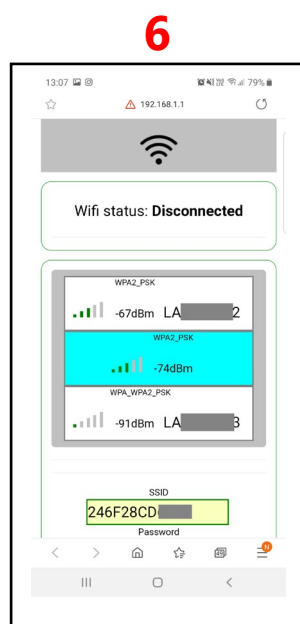 6
13:07 79%
192.168.1.1
Wifi status: Disconnected
WPA2_PSK
-67dBm LA 2
WPA2_PSK
-74dBm
WPA_WPA2_PSK
-91dBm LA 3
SSID
246F28CD
Password
N